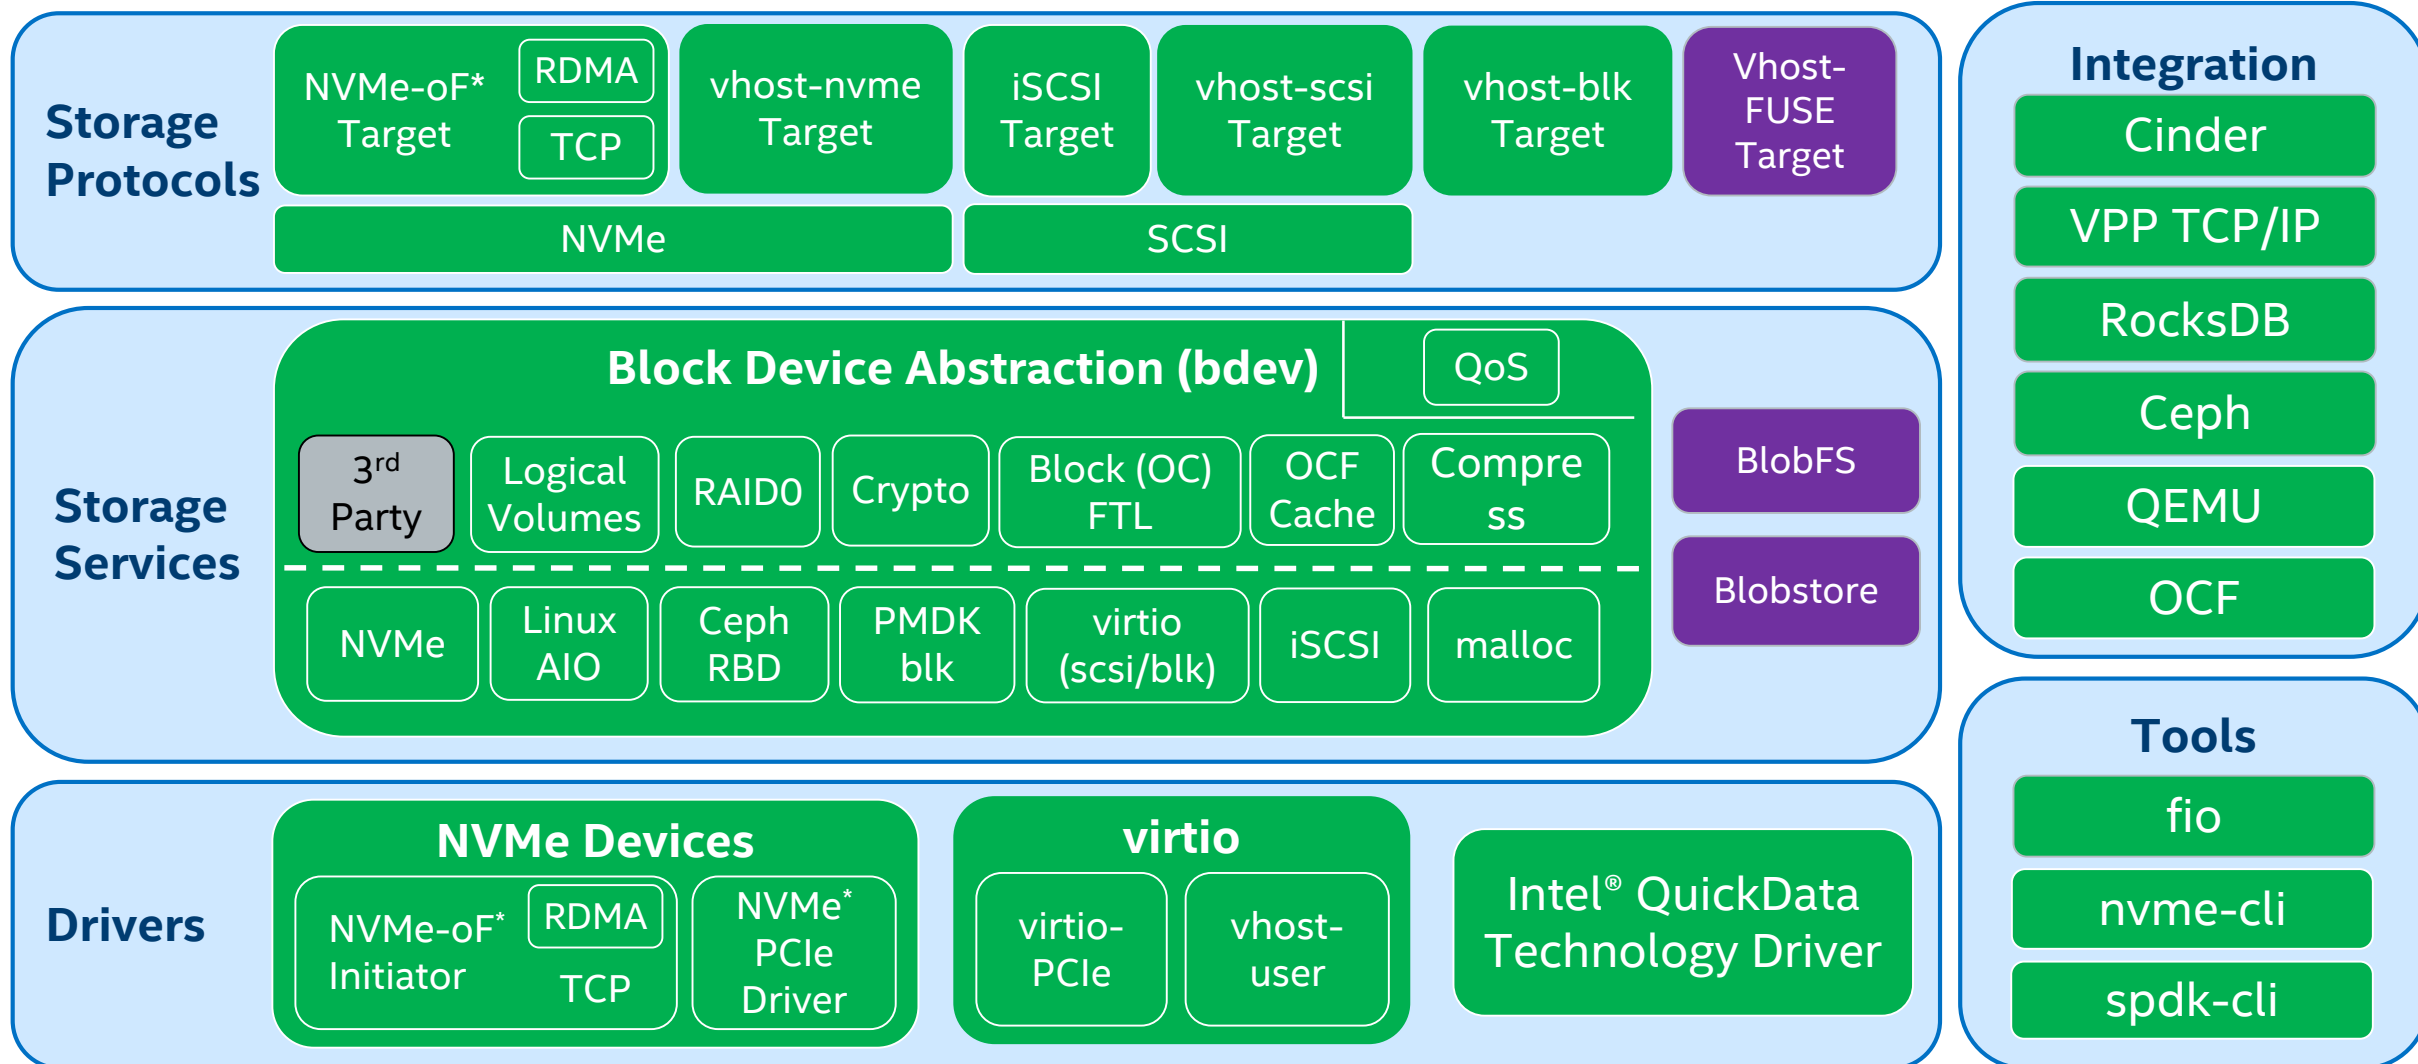 Storage
Protocols
NVMe-oF*
Target
RDMA
TCP
vhost-nvme
Target
iSCSI
Target
vhost-scsi
Target
vhost-blk
Target
Vhost-
FUSE
Target
NVMe
SCSI
Storage
Services
Block Device Abstraction (bdev)
QoS
3rd
Party
Logical
Volumes
RAID0
Crypto
Block (OC)
FTL
OCF
Cache
Compre
ss
NVMe
Linux
AIO
Ceph
RBD
PMDK
blk
virtio
(scsi/blk)
iSCSI
malloc
BlobFS
Blobstore
Drivers
NVMe Devices
NVMe-oF*
Initiator
RDMA
TCP
NVMe*
PCIe
Driver
virtio
virtio-
PCIe
vhost-
user
Intel® QuickData
Technology Driver
Integration
Cinder
VPP TCP/IP
RocksDB
Ceph
QEMU
OCF
Tools
fio
nvme-cli
spdk-cli